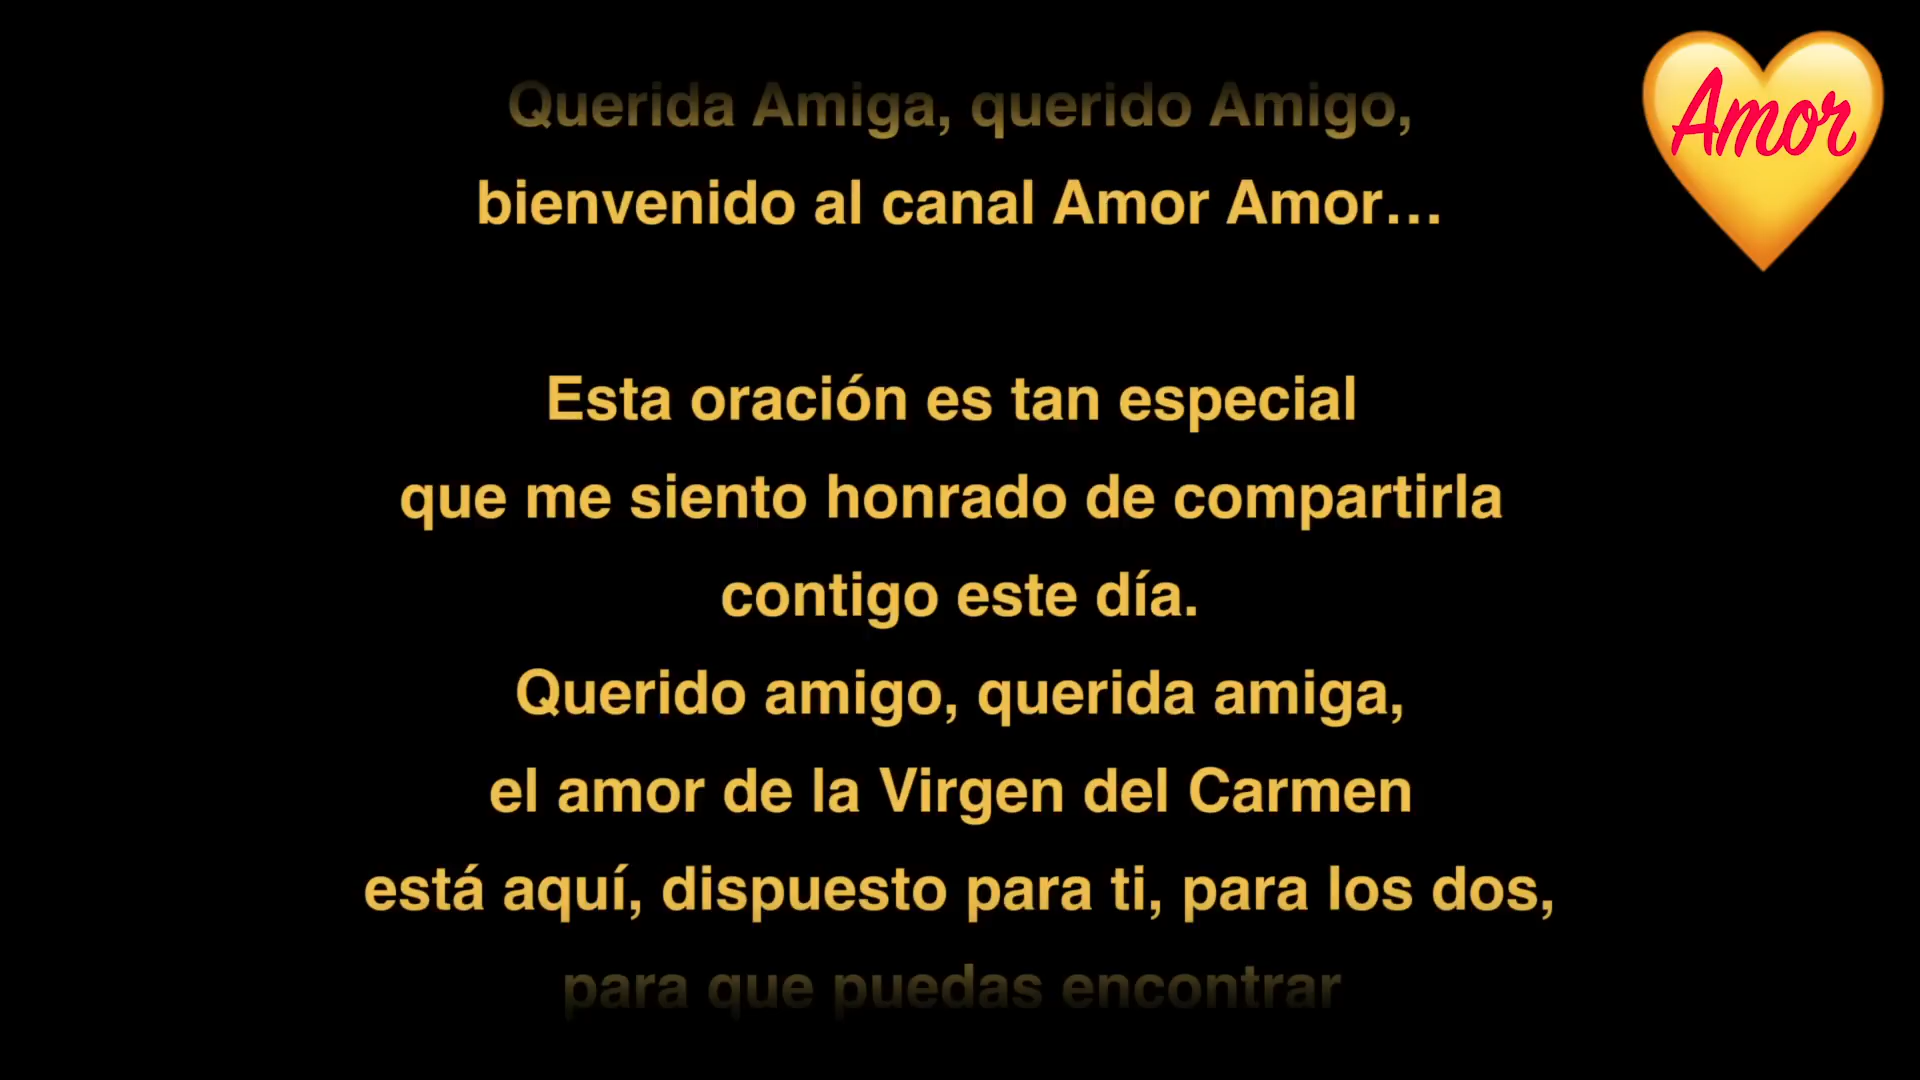 Querida Amiga, querido Amigo,
bienvenido al canal Amor Amor...
Amor
Esta oración es tan especial
que me siento honrado de compartirla
contigo este día.
Querido amigo, querida amiga,
el amor de la Virgen del Carmen
está aquí, dispuesto para ti, para los dos,
para que puedas encontrar